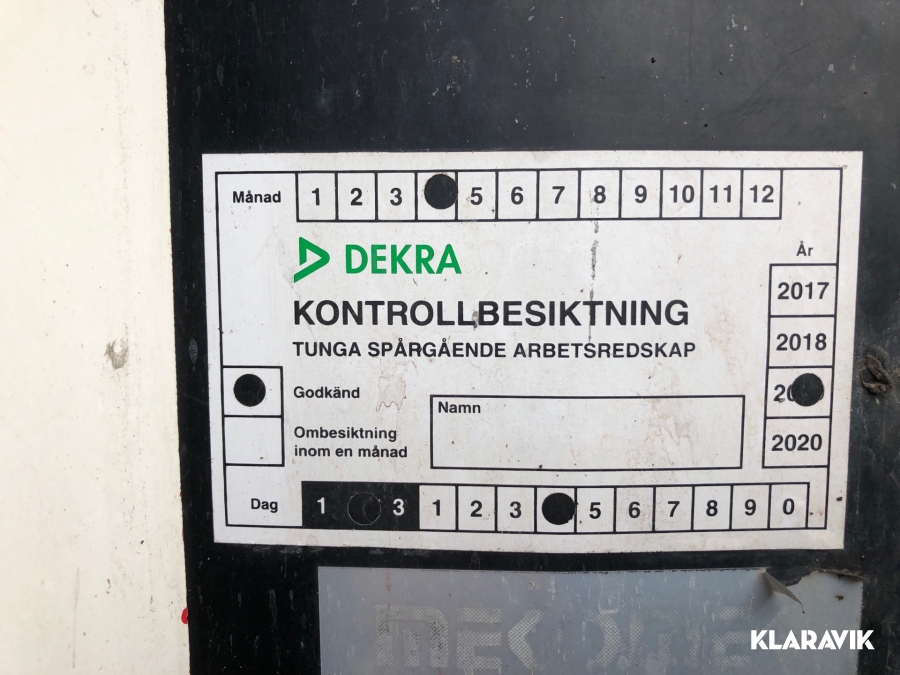 Månad 1 2 3 5 6 7 8 9 10 11 12
DEKRA
År
KONTROLLBESIKTNING
TUNGA SPÅRGÅENDE ARBETSREDSKAP
2017
2018
2020
Godkänd
Namn
Ombesiktning
inom en månad
Dag 1 3 1 2 3 5 6 7 8 9 0
KLARAVIK